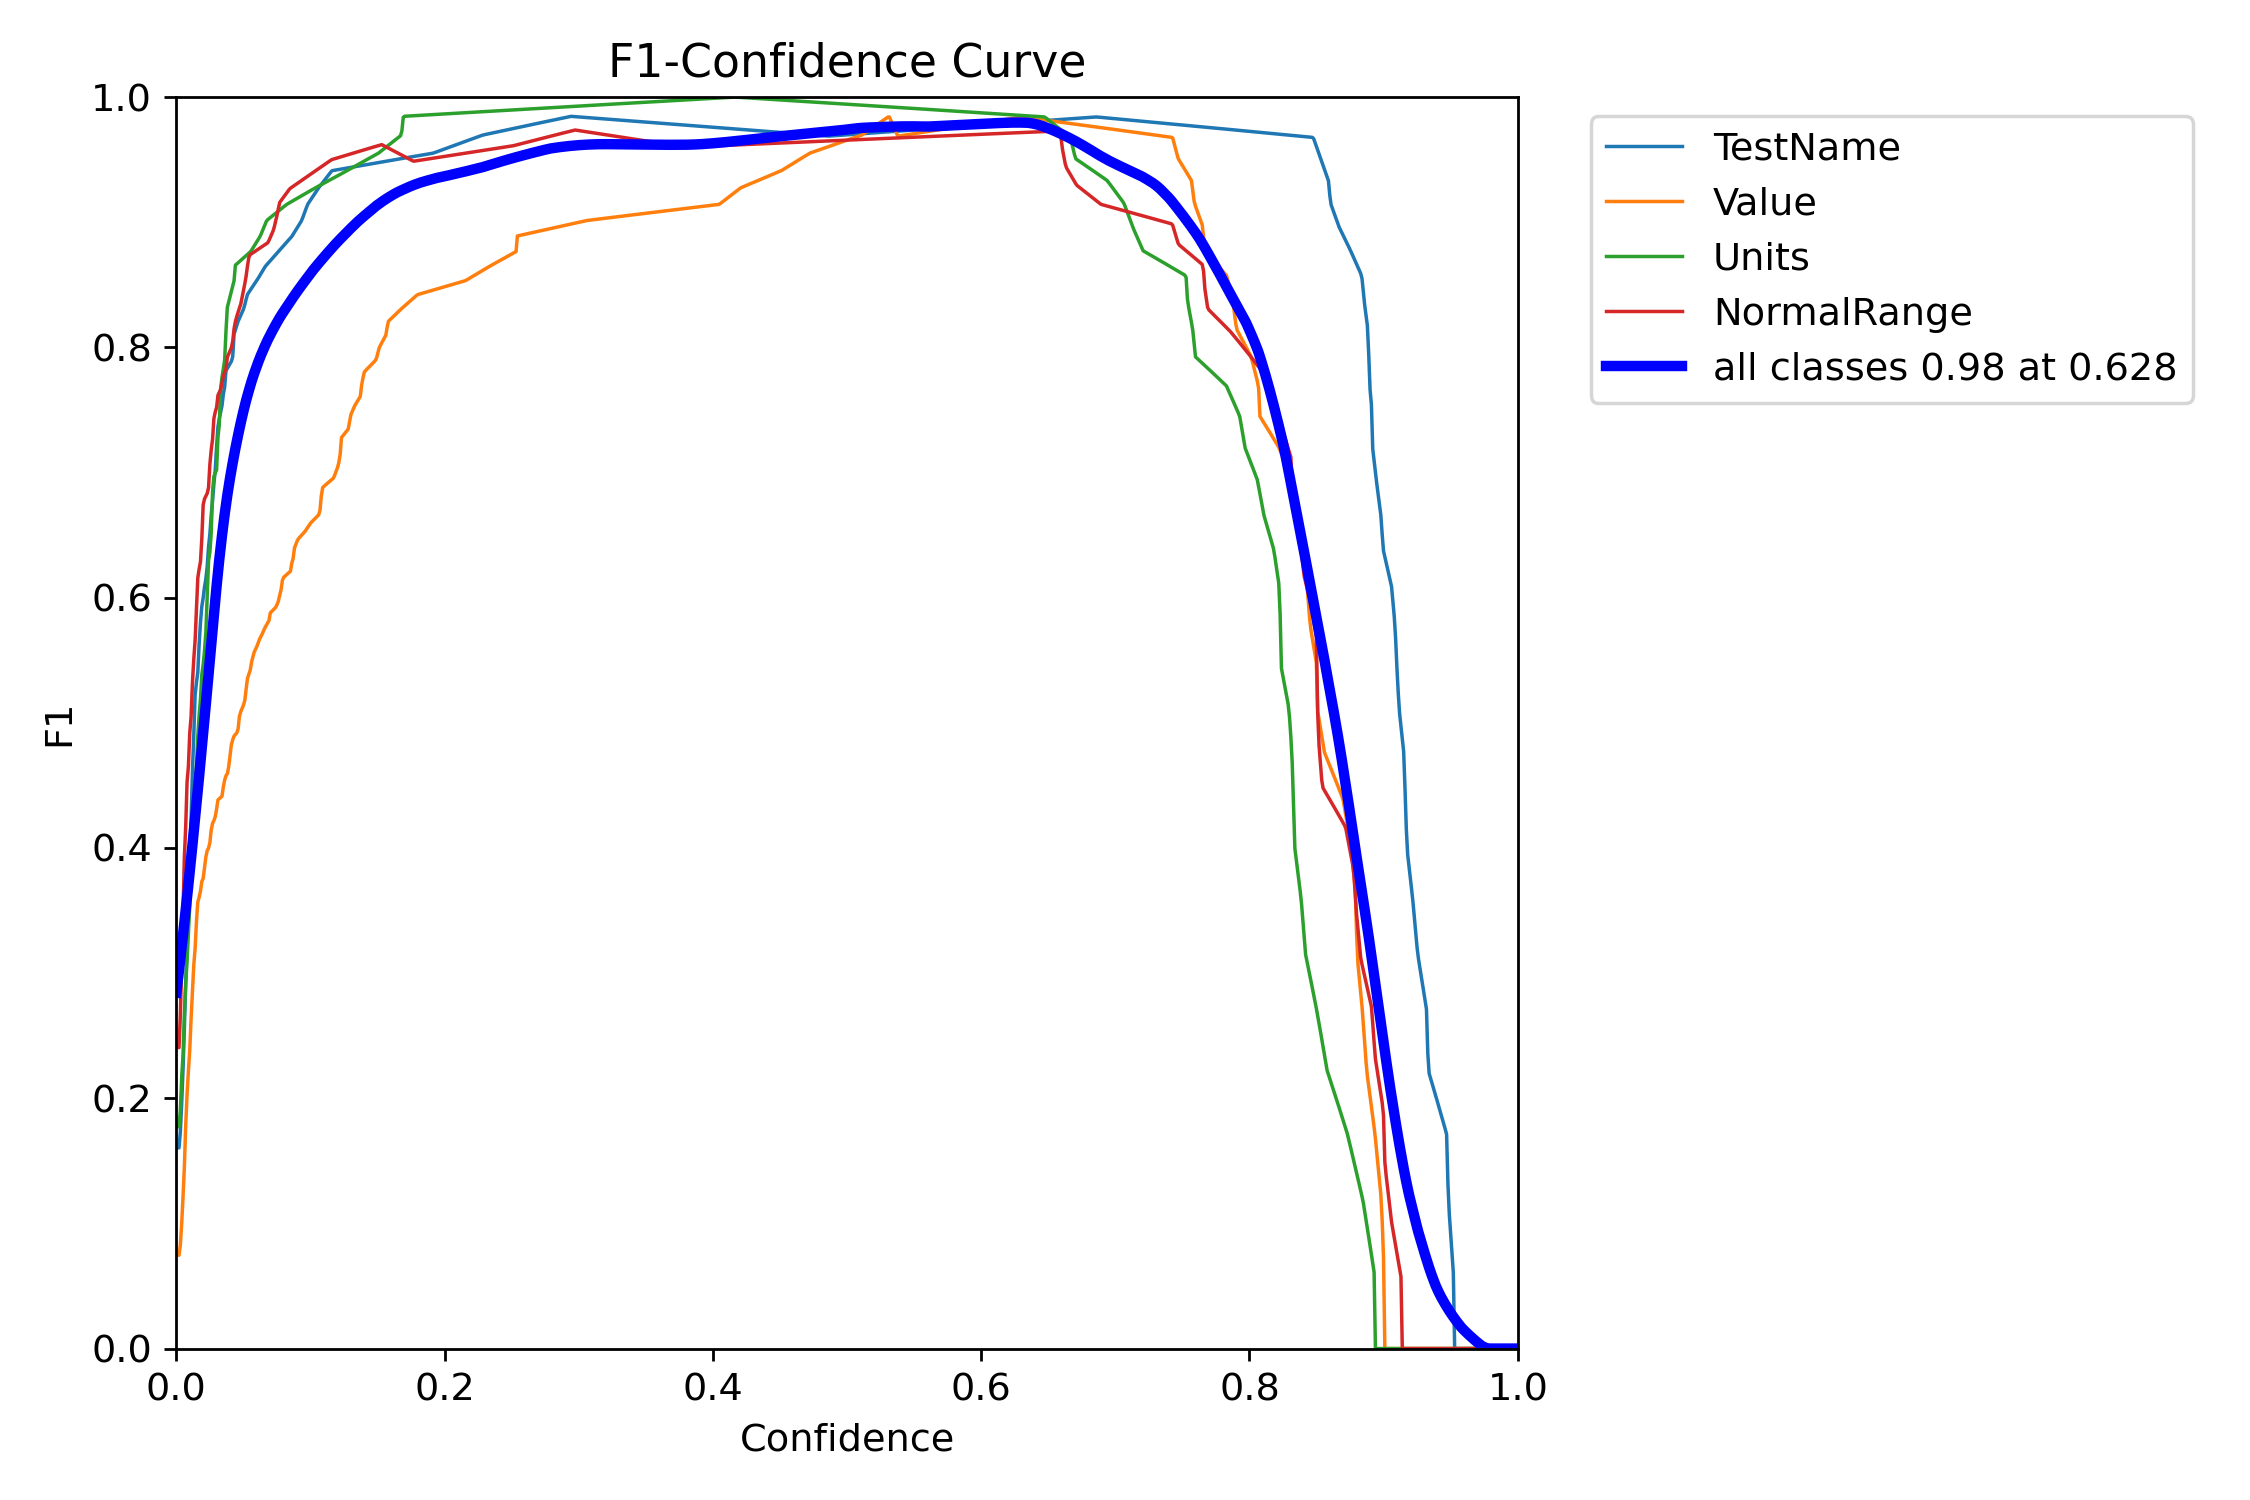 F1-Confidence Curve
1.0
0.8
0.6
0.4
0.2
0.0
F1
0.0 0.2 0.4 0.6 0.8 1.0
Confidence
TestName
Value
Units
NormalRange
all classes 0.98 at 0.628